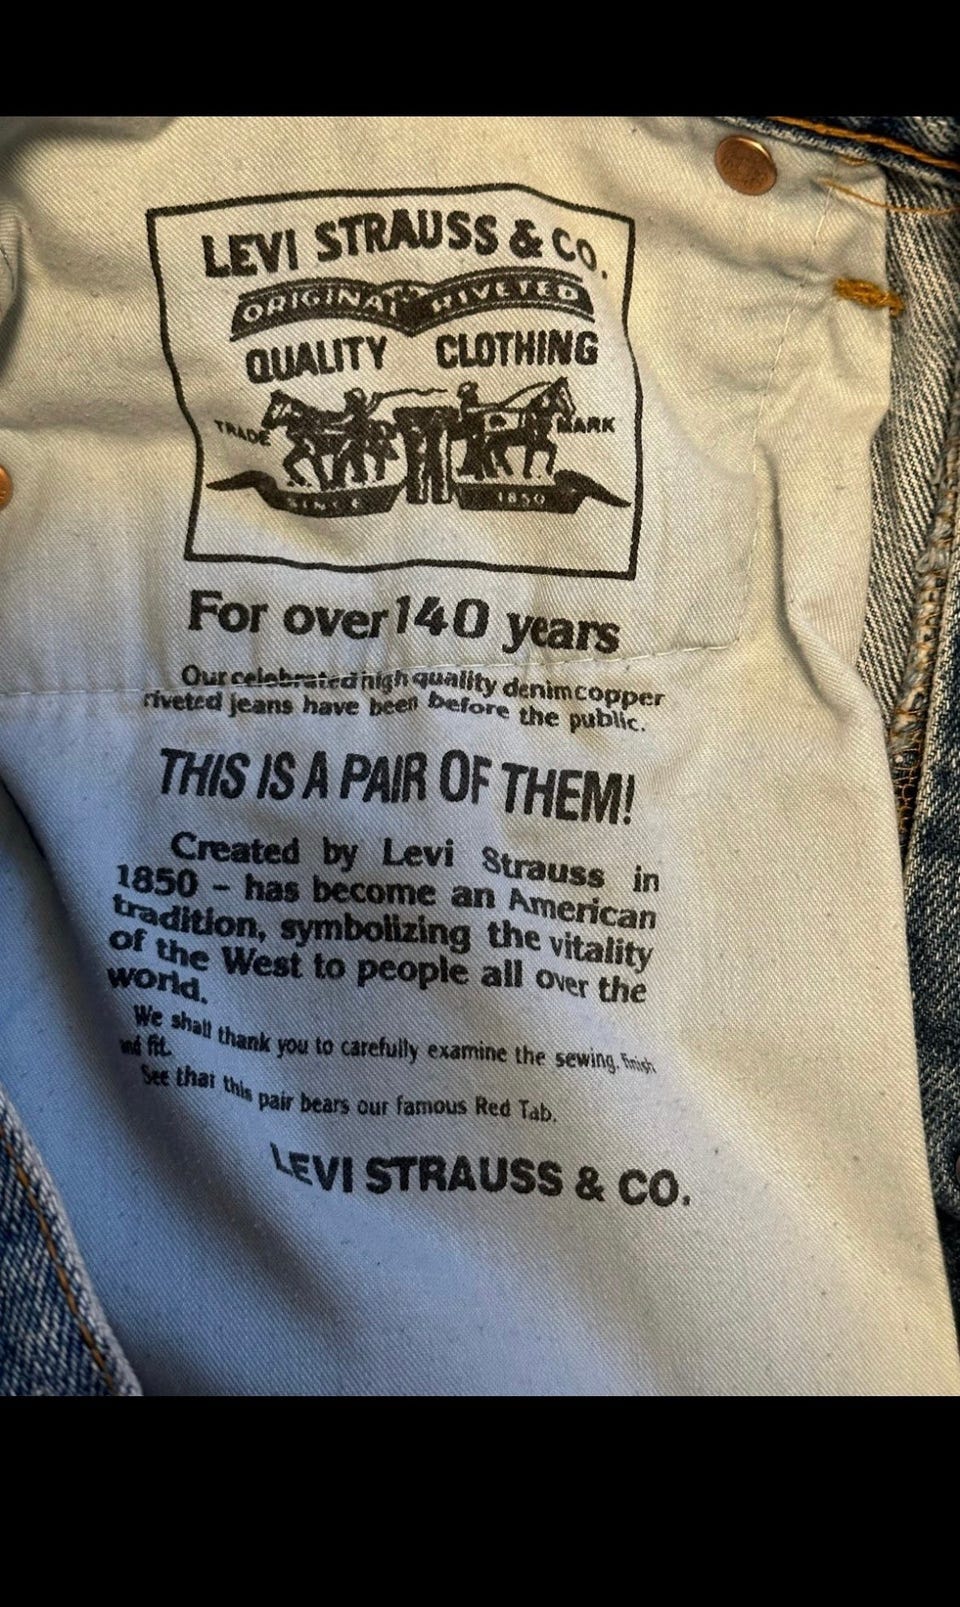 LEVI STRAUSS & CO.
ORIGINAL RIVETED
QUALITY CLOTHING
TRADE MARK
SINCE 1850
For over 140 years
Our celebrated high quality denim copper
riveted jeans have been before the public.
THIS IS A PAIR OF THEM!
Created by Levi Strauss in
1850 – has become an American
tradition, symbolizing the vitality
of the West to people all over the
world.
We shall thank you to carefully examine the sewing, finish
and fit.
See that this pair bears our famous Red Tab.
LEVI STRAUSS & CO.